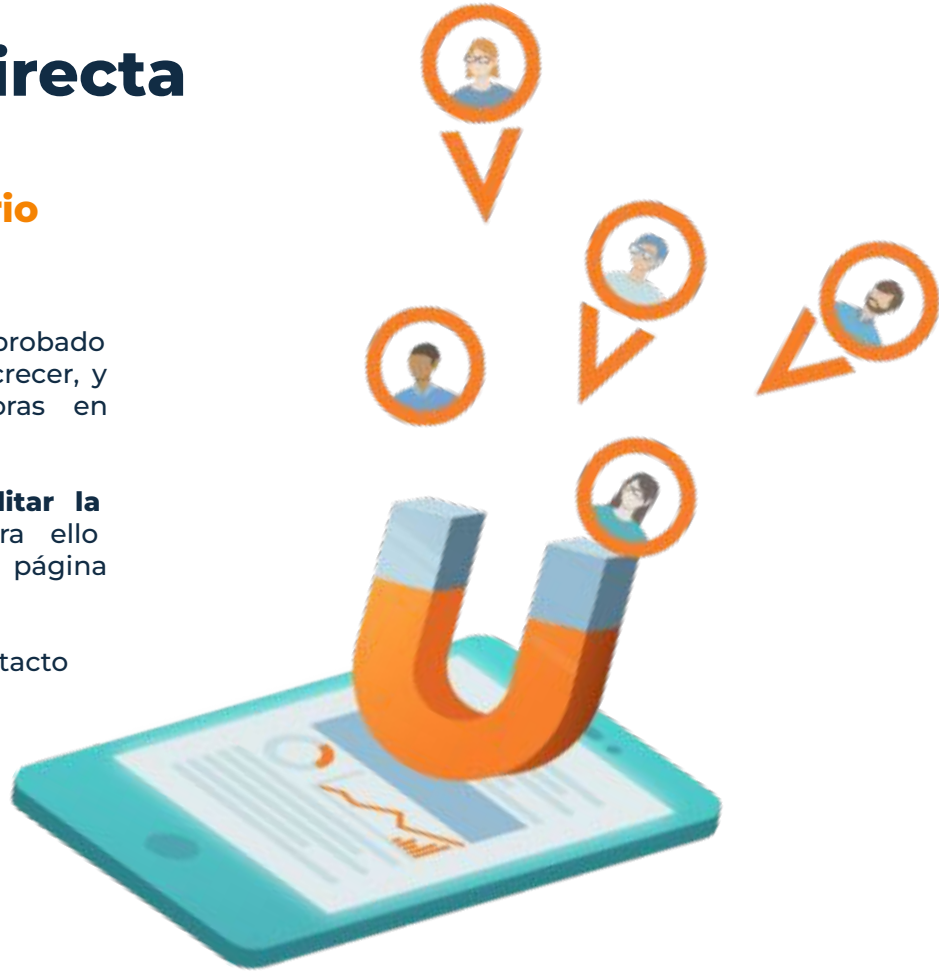 irecta
rio
probado
crecer, y
oras en
litar la
ra ello
página
tacto